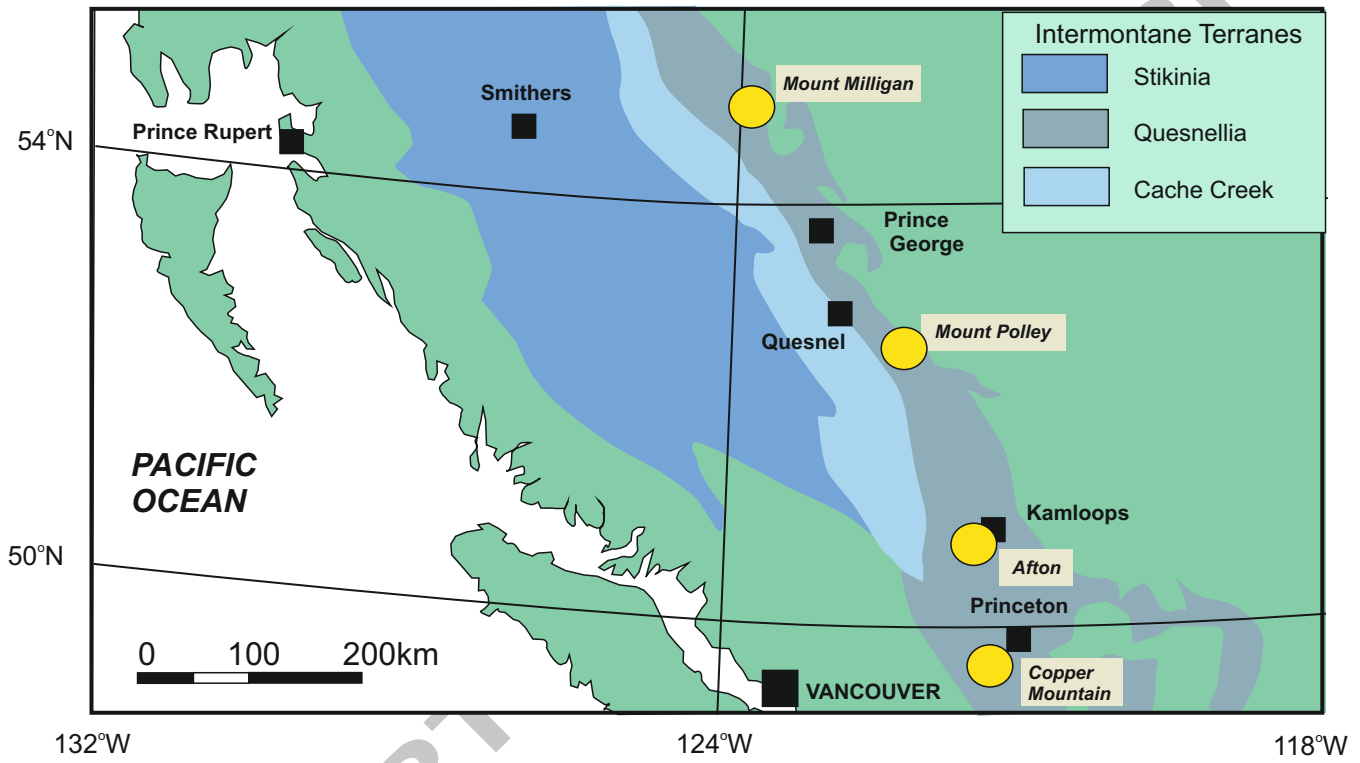 Intermontane Terranes
Stikinia
Quesnellia
Cache Creek
Mount Milligan
Smithers
Prince Rupert
54°N
Prince
George
Quesnel
Mount Polley
PACIFIC
OCEAN
Kamloops
Afton
50°N
Princeton
0 100 200km
Copper
Mountain
VANCOUVER
132°W 124°W 118°W